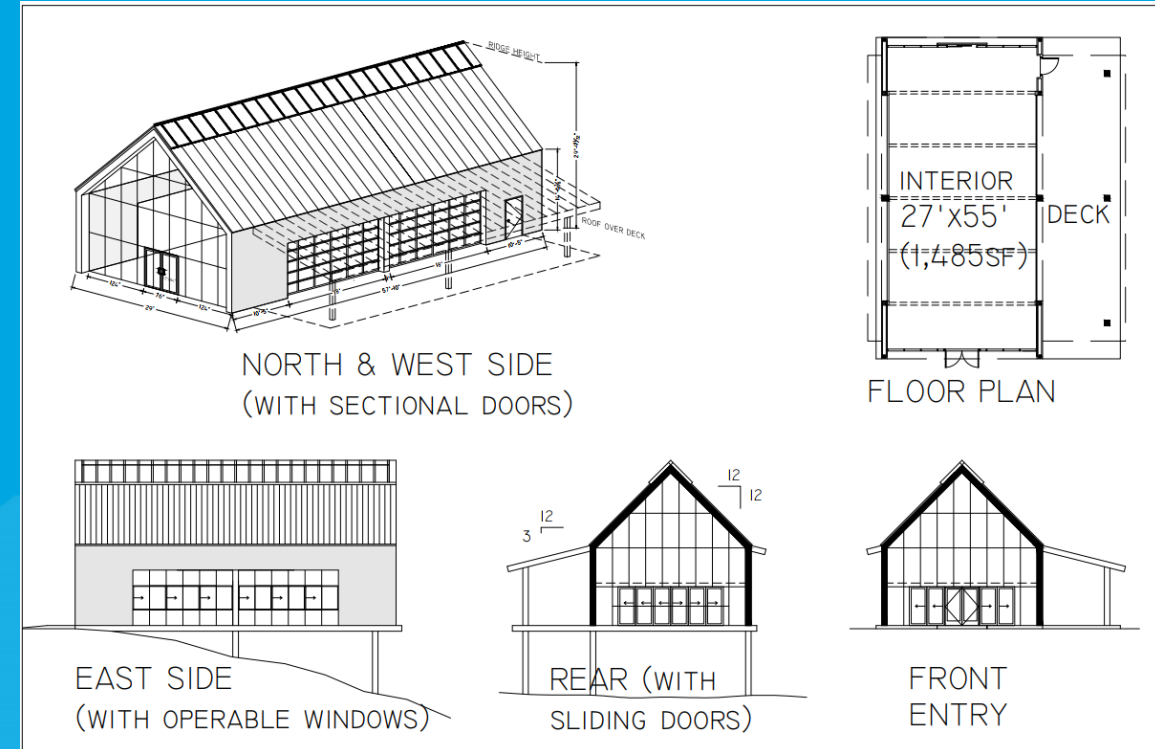 RIDGE HEIGHT
ROOF OVER DECK
29'
57'-10"
10'-5"
16'
NORTH & WEST SIDE
(WITH SECTIONAL DOORS)
INTERIOR
27'x55'
(1,485SF)
DECK
FLOOR PLAN
12
12
12
3
EAST SIDE
(WITH OPERABLE WINDOWS)
REAR (WITH
SLIDING DOORS)
FRONT
ENTRY